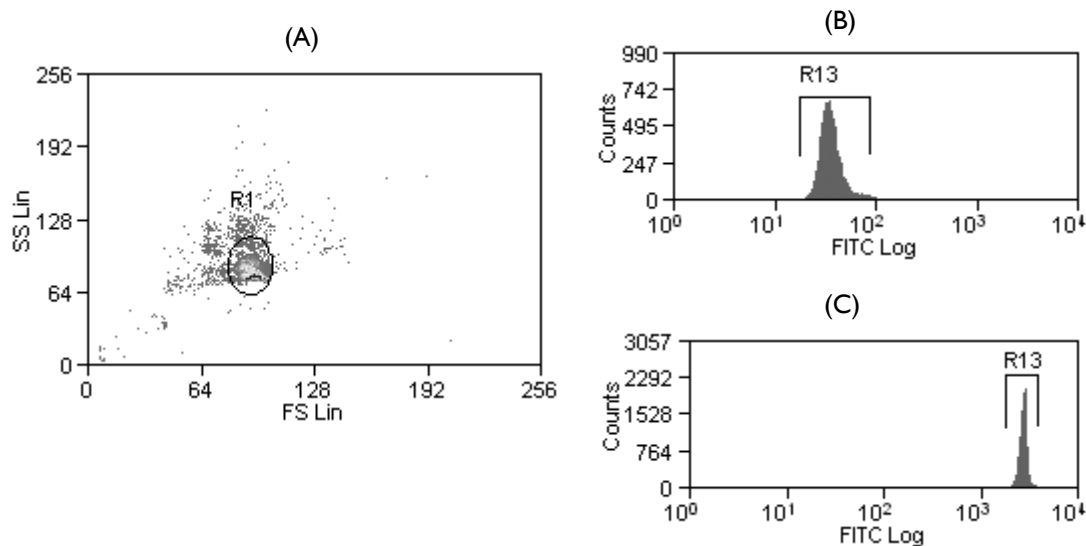 (A)
256
192
128
64
0
SS Lin
R1
0 64 128 192 256
FS Lin
(B)
990
742
495
247
0
Counts
R13
10⁰ 10¹ 10² 10³ 10⁴
FITC Log
(C)
3057
2292
1528
764
0
Counts
R13
10⁰ 10¹ 10² 10³ 10⁴
FITC Log